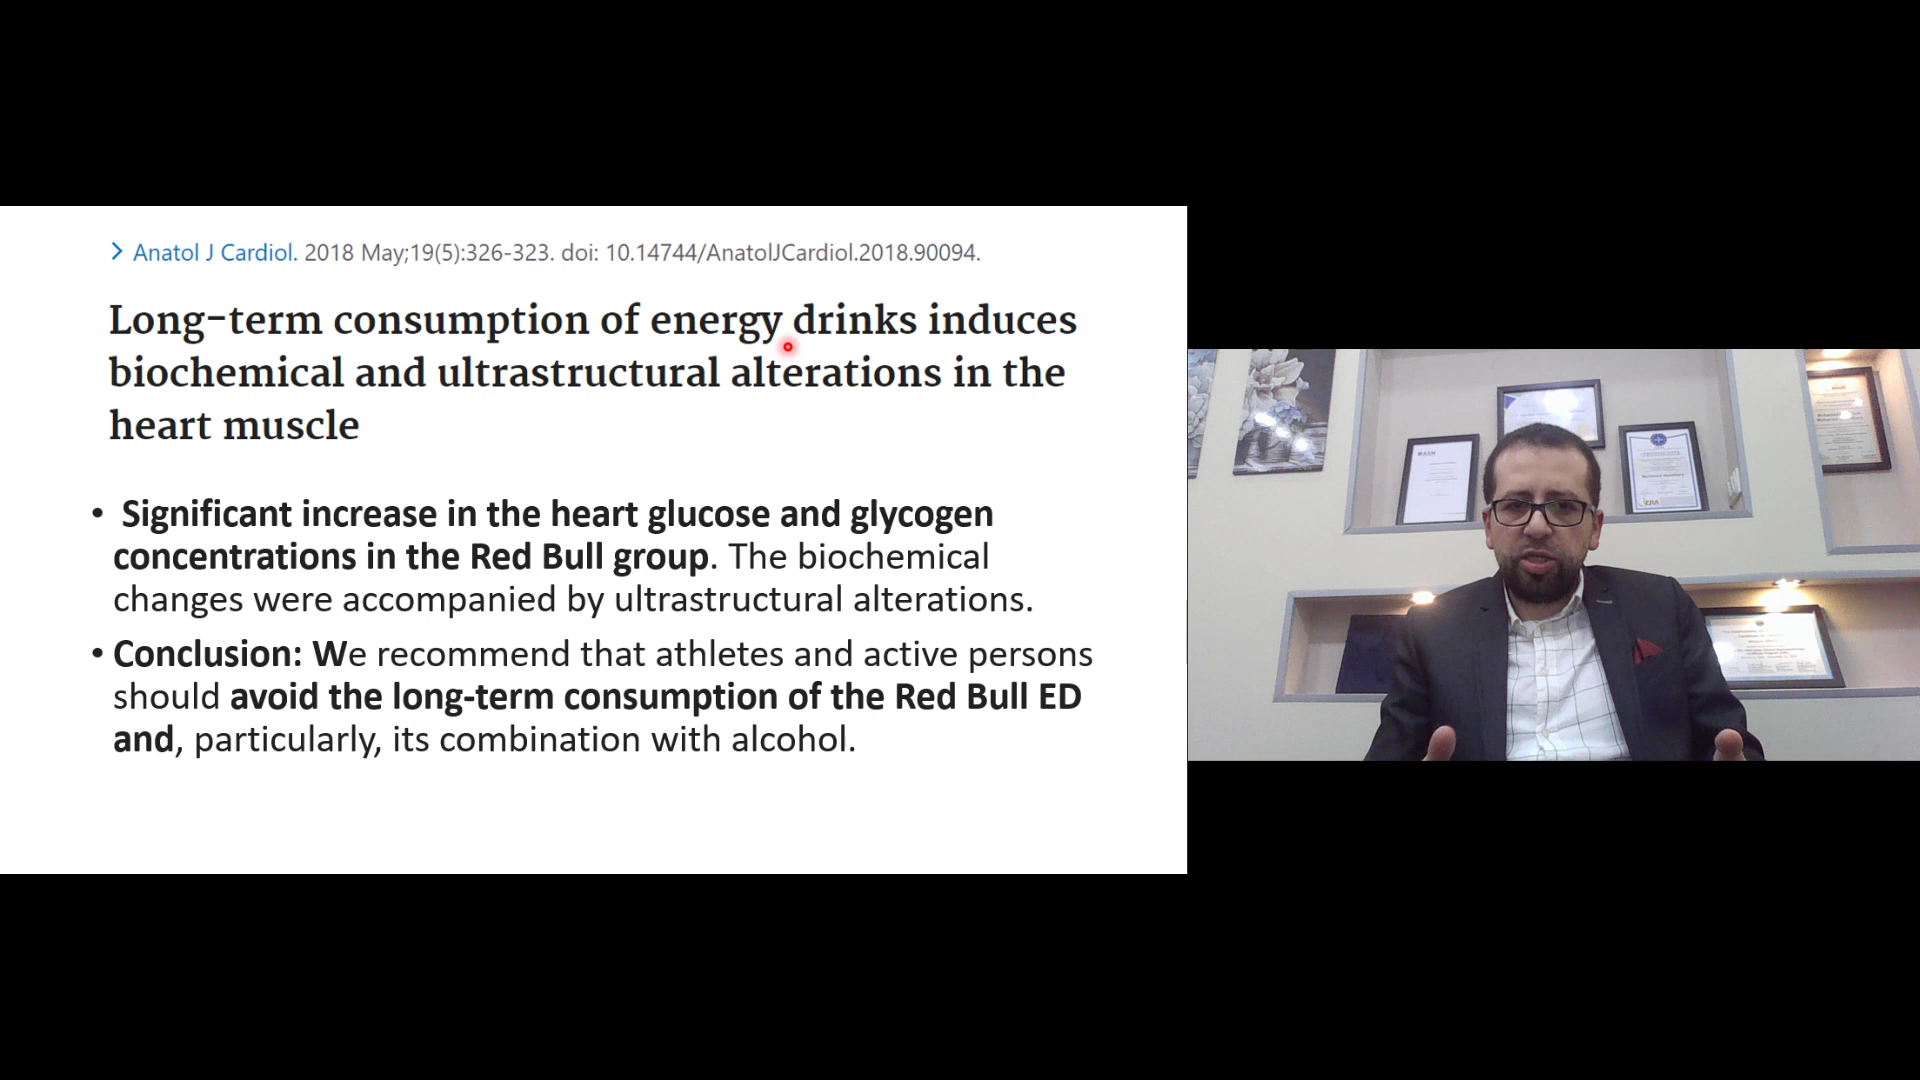 > Anatol J Cardiol. 2018 May;19(5):326-323. doi: 10.14744/AnatolJCardiol.2018.90094.
Long-term consumption of energy drinks induces
biochemical and ultrastructural alterations in the
heart muscle
• Significant increase in the heart glucose and glycogen
concentrations in the Red Bull group. The biochemical
changes were accompanied by ultrastructural alterations.
• Conclusion: We recommend that athletes and active persons
should avoid the long-term consumption of the Red Bull ED
and, particularly, its combination with alcohol.